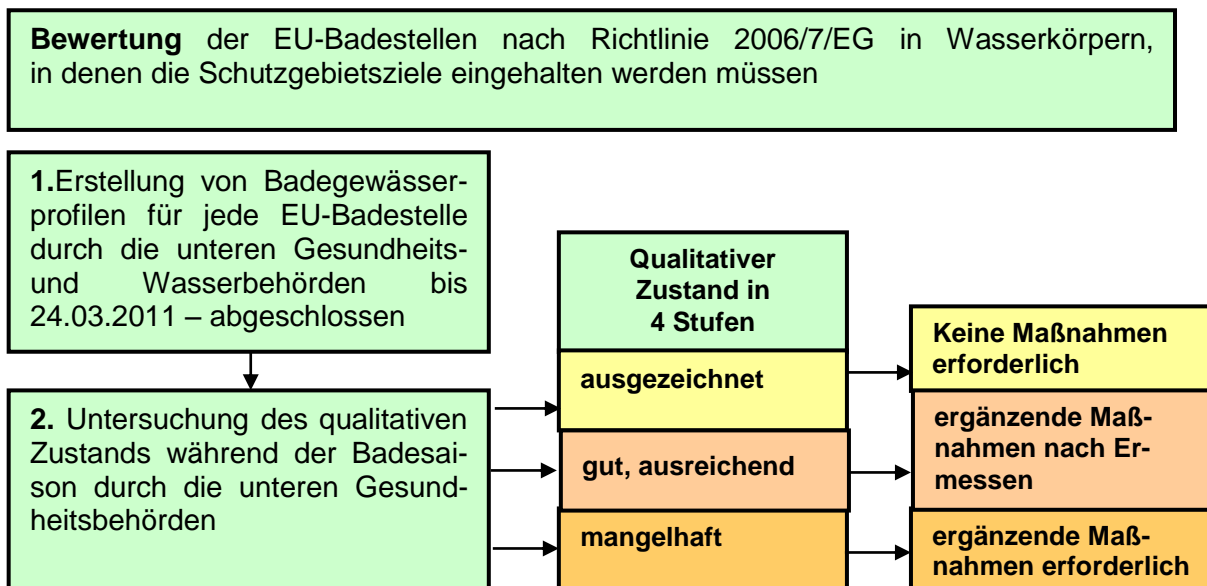 Bewertung der EU-Badestellen nach Richtlinie 2006/7/EG in Wasserkörpern,
in denen die Schutzgebietsziele eingehalten werden müssen
1.Erstellung von Badegewässer-
profilen für jede EU-Badestelle
durch die unteren Gesundheits-
und Wasserbehörden bis
24.03.2011 – abgeschlossen
2. Untersuchung des qualitativen
Zustands während der Badesai-
son durch die unteren Gesund-
heitsbehörden
Qualitativer
Zustand in
4 Stufen
ausgezeichnet
gut, ausreichend
mangelhaft
Keine Maßnahmen
erforderlich
ergänzende Maß-
nahmen nach Er-
messen
ergänzende Maß-
nahmen erforderlich